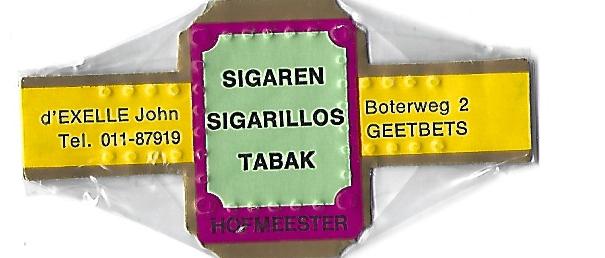 d'EXELLE John
Tel. 011-87919
SIGAREN
SIGARILLOS
TABAK
HOFMEESTER
Boterweg 2
GEETBETS